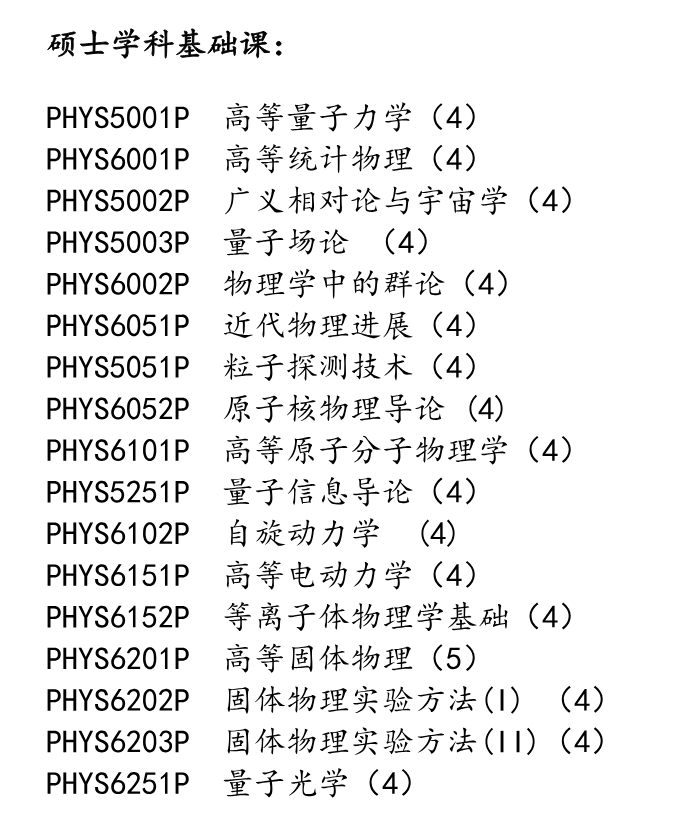 硕士学科基础课：
PHYS5001P 高等量子力学（4）
PHYS6001P 高等统计物理（4）
PHYS5002P 广义相对论与宇宙学（4）
PHYS5003P 量子场论 （4）
PHYS6002P 物理学中的群论（4）
PHYS6051P 近代物理进展（4）
PHYS5051P 粒子探测技术（4）
PHYS6052P 原子核物理导论 (4)
PHYS6101P 高等原子分子物理学（4）
PHYS5251P 量子信息导论（4）
PHYS6102P 自旋动力学 (4)
PHYS6151P 高等电动力学（4）
PHYS6152P 等离子体物理学基础（4）
PHYS6201P 高等固体物理（5）
PHYS6202P 固体物理实验方法(I) （4）
PHYS6203P 固体物理实验方法(II)（4）
PHYS6251P 量子光学（4）